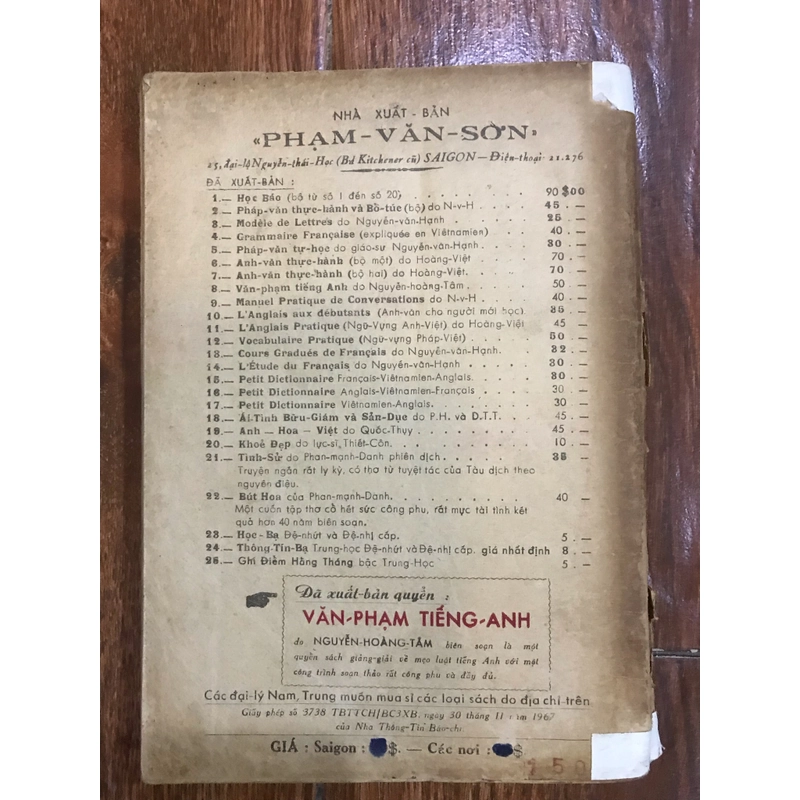 NHÀ XUẤT-BẢN
«PHẠM-VĂN-SƠN»
25, đại-lộ Nguyễn-thái-Học (Bd Kitchener cũ) SAIGON — Điện-thoại: 21.276
ĐÃ XUẤT-BẢN :
1.— Học Báo (bổ từ số 1 đến số 20) . . . . . . . . 90 $00
2.— Pháp-văn thực-hành và Bổ-túc (bộ) do N-v-H . . . . 45 . —
3.— Modèle de Lettres do Nguyễn-văn-Hạnh . . . . . 25 . —
4.— Grammaire Française (expliquée en Viêtnamien) . . . 40 . —
5.— Pháp-văn tự-học do giáo-sư Nguyễn-văn-Hạnh . . . . 30 . —
6.— Anh-văn thực-hành (bộ một) do Hoàng-Việt . . . . 70 . —
7.— Anh-văn thực-hành (bộ hai) do Hoàng-Việt. . . . . 70 . —
8.— Văn-phạm tiếng Anh do Nguyễn-hoàng-Tâm . . . . . 50 . —
9.— Manuel Pratique de Conversations do N-v-H . . . . 40 . —
10.— L'Anglais aux débutants (Anh-văn cho người mới học) . 35 . —
11.— L'Anglais Pratique (Ngữ-Vựng Anh-Việt) do Hoàng-Việt 45 . —
12.— Vocabulaire Pratique (Ngữ-vựng Pháp-Việt) . . . . 50 . —
13.— Cours Gradués de Français do Nguyễn-văn-Hạnh. . . . 32 . —
14.— L'Étude du Français do Nguyễn-văn-Hạnh . . . . . 30 . —
15.— Petit Dictionnaire Français-Viêtnamien-Anglais. . . . 30 . —
16.— Petit Dictionnaire Anglais-Viêtnamien-Français . . . 30 . —
17.— Petit Dictionnaire Viêtnamien-Anglais. . . . . . 30 . —
18.— Ái-Tình Bửu-Giám và Sản-Dục do P.H. và D.T.T. . . . 45 . —
19.— Anh — Hoa — Việt do Quốc-Thụy . . . . . . . 45 . —
20.— Khoẻ Đẹp do lực-sĩ Thiết-Côn. . . . . . . . 10 . —
21.— Tình-Sử do Phan-mạnh-Danh phiên dịch . . . . . 35 —
Truyện ngắn rất ly kỳ, có thơ từ tuyệt tác của Tàu dịch theo
nguyên điệu.
22.— Bút Hoa của Phan-mạnh-Danh. . . . . . . . . 40 . —
Một cuốn tập thơ cổ hết sức công phu, rất mực tài tình kết
quả hơn 40 năm biên soạn.
23.— Học-Bạ Đệ-nhứt và Đệ-nhị cấp. 5 . —
24.— Thông-Tín-Bạ Trung-học Đệ-nhứt và Đệ-nhị cấp. giá nhất định 8 . —
25.— Ghi Điểm Hằng Tháng bậc Trung-Học 5 . —
Đã xuất-bản quyển :
VĂN-PHẠM TIẾNG-ANH
do NGUYỄN-HOÀNG-TÂM biên soạn là một
quyển sách giảng-giải về mẹo luật tiếng Anh với một
công trình soạn thảo rất công phu và đầy đủ.
Các đại-lý Nam, Trung muốn mua sỉ các loại sách do địa chỉ-trên
Giấy phép số 3738 TBTTCH/BC3XB. ngày 30 tháng 11 năm 1967
của Nha Thông-Tin Báo-chí
GIÁ : Saigon : $. — Các nơi : $
150